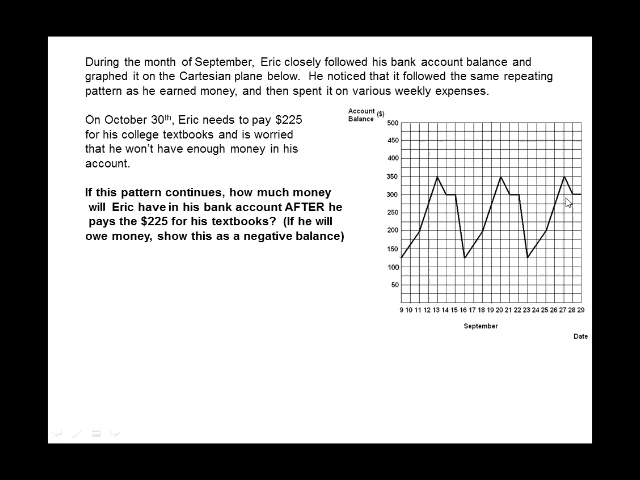 During the month of September, Eric closely followed his bank account balance and
graphed it on the Cartesian plane below. He noticed that it followed the same repeating
pattern as he earned money, and then spent it on various weekly expenses.
On October 30th, Eric needs to pay $225
for his college textbooks and is worried
that he won't have enough money in his
account.
If this pattern continues, how much money
will Eric have in his bank account AFTER he
pays the $225 for his textbooks? (If he will
owe money, show this as a negative balance)
Account ($)
Balance
500
450
400
350
300
250
200
150
100
50
9 10 11 12 13 14 15 16 17 18 19 20 21 22 23 24 25 26 27 28 29
September
Date